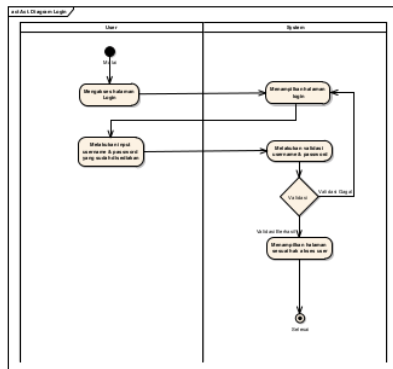 act Act. Diagram Login
User
System
Mulai
Mengakses halaman
Login
Menampilkan halaman
login
Melakukan input
username & password
yang sudah disediakan
Melakukan validasi
username & password
Validasi
Validasi Gagal
Validasi Berhasil
Menampilkan halaman
sesuai hak akses user
Selesai